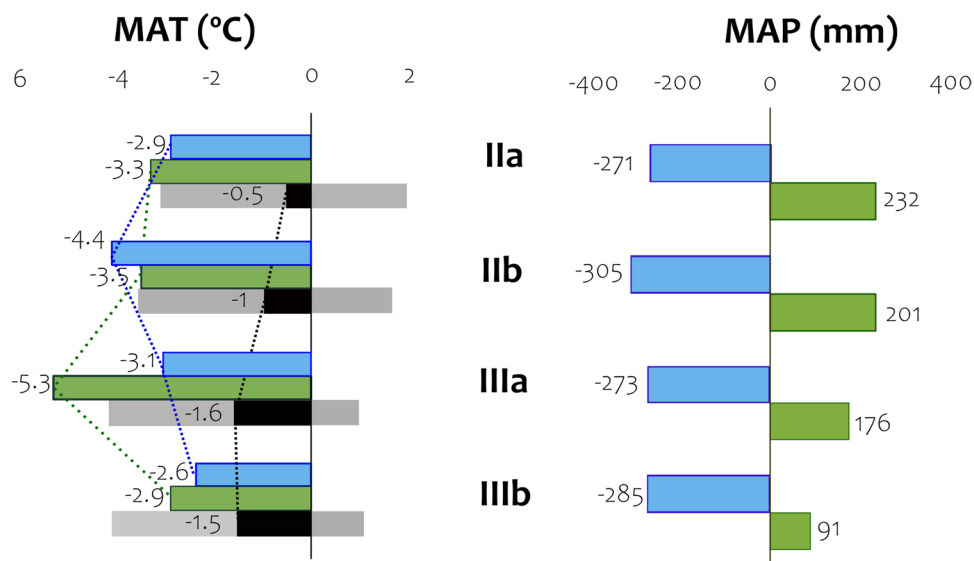 MAT (ºC) MAP (mm)
6 -4 -2 0 2 -400 -200 0 200 400
-2.9 IIa -271
-3.3
-0.5 232
-4.4 IIb -305
-3.5
-1 201
-3.1 IIIa -273
-5.3
-1.6 176
-2.6 IIIb -285
-2.9
-1.5 91